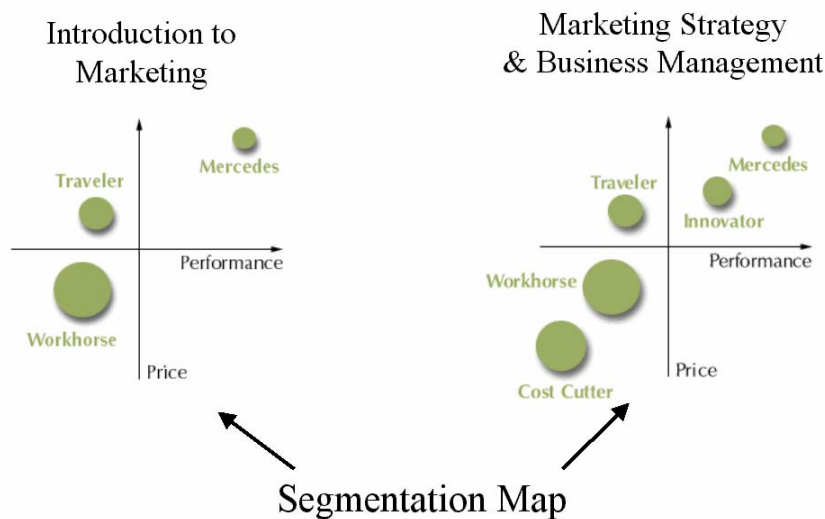 Introduction to
Marketing
Mercedes
Traveler
Performance
Workhorse
Price
Marketing Strategy
& Business Management
Mercedes
Traveler
Innovator
Performance
Workhorse
Price
Cost Cutter
Segmentation Map